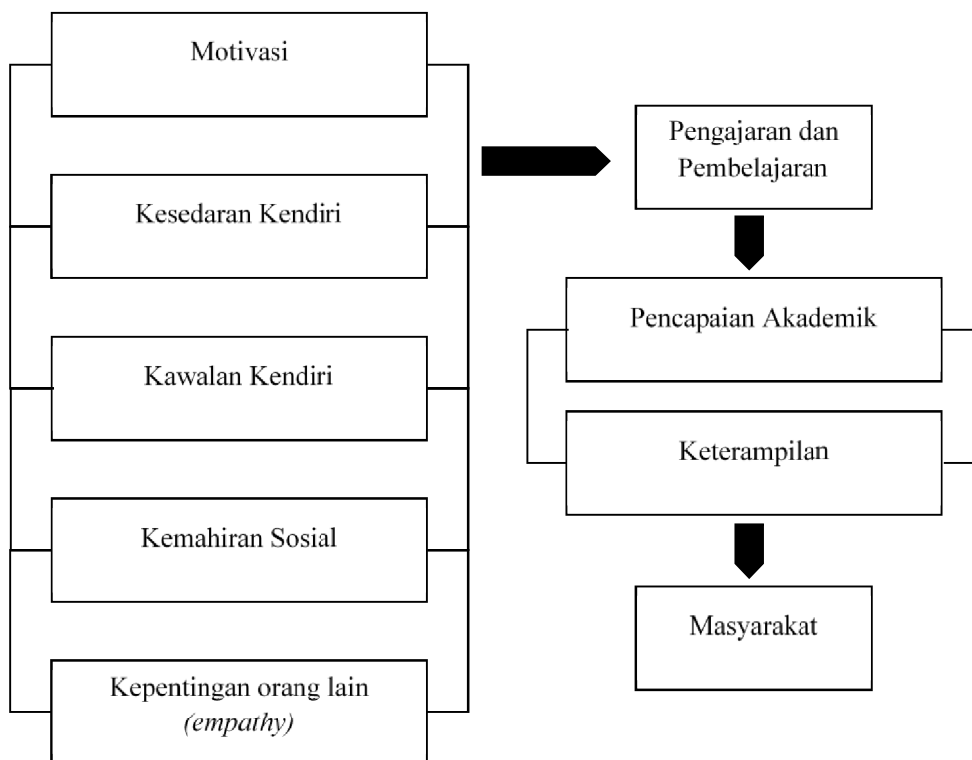 Motivasi
Kesedaran Kendiri
Kawalan Kendiri
Kemahiran Sosial
Kepentingan orang lain
(empathy)
Pengajaran dan
Pembelajaran
Pencapaian Akademik
Keterampilan
Masyarakat